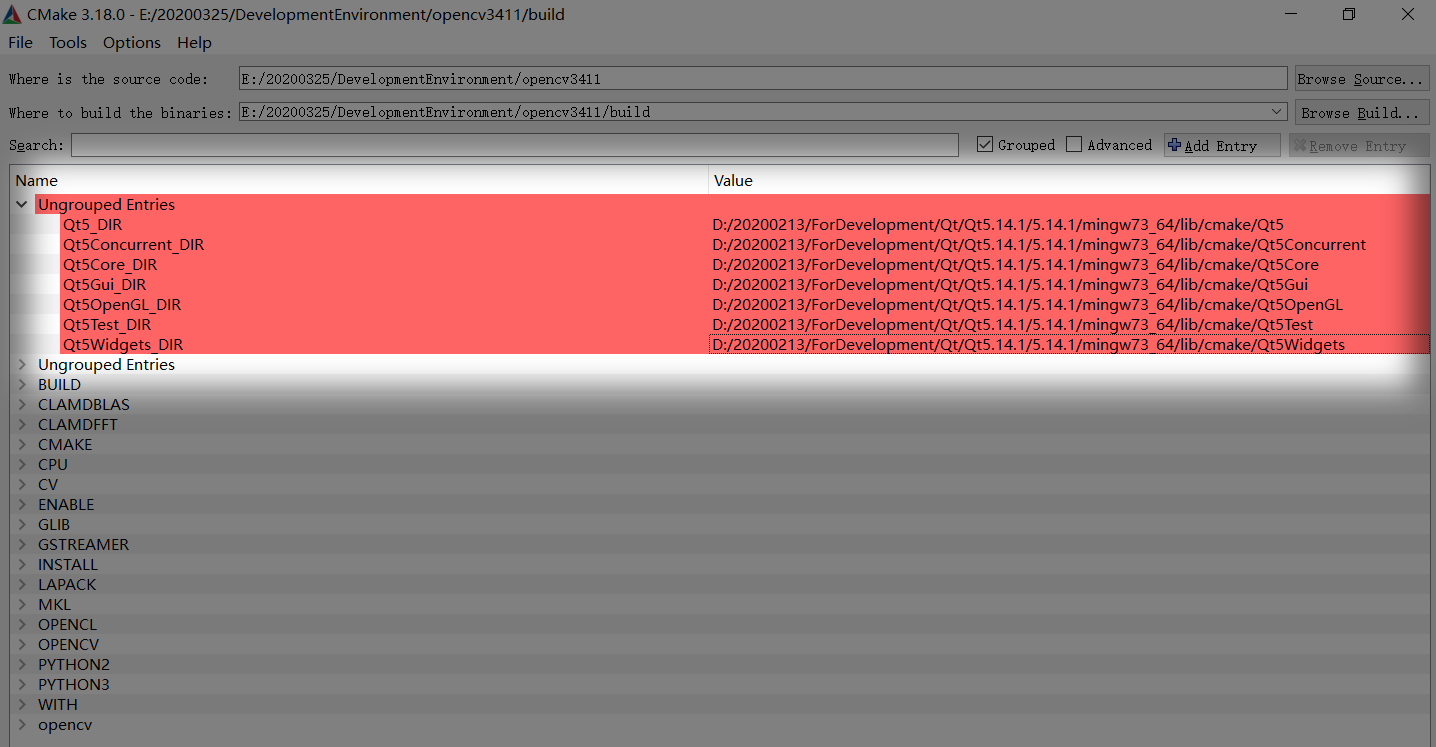 CMake 3.18.0 - E:/20200325/DevelopmentEnvironment/opencv3411/build
File Tools Options Help
Where is the source code: E:/20200325/DevelopmentEnvironment/opencv3411 Browse Source...
Where to build the binaries: E:/20200325/DevelopmentEnvironment/opencv3411/build Browse Build...
Search: Grouped Advanced Add Entry Remove Entry
Name Value
Ungrouped Entries
Qt5_DIR D:/20200213/ForDevelopment/Qt/Qt5.14.1/5.14.1/mingw73_64/lib/cmake/Qt5
Qt5Concurrent_DIR D:/20200213/ForDevelopment/Qt/Qt5.14.1/5.14.1/mingw73_64/lib/cmake/Qt5Concurrent
Qt5Core_DIR D:/20200213/ForDevelopment/Qt/Qt5.14.1/5.14.1/mingw73_64/lib/cmake/Qt5Core
Qt5Gui_DIR D:/20200213/ForDevelopment/Qt/Qt5.14.1/5.14.1/mingw73_64/lib/cmake/Qt5Gui
Qt5OpenGL_DIR D:/20200213/ForDevelopment/Qt/Qt5.14.1/5.14.1/mingw73_64/lib/cmake/Qt5OpenGL
Qt5Test_DIR D:/20200213/ForDevelopment/Qt/Qt5.14.1/5.14.1/mingw73_64/lib/cmake/Qt5Test
Qt5Widgets_DIR D:/20200213/ForDevelopment/Qt/Qt5.14.1/5.14.1/mingw73_64/lib/cmake/Qt5Widgets
Ungrouped Entries
BUILD
CLAMDBLAS
CLAMDFFT
CMAKE
CPU
CV
ENABLE
GLIB
GSTREAMER
INSTALL
LAPACK
MKL
OPENCL
OPENCV
PYTHON2
PYTHON3
WITH
opencv